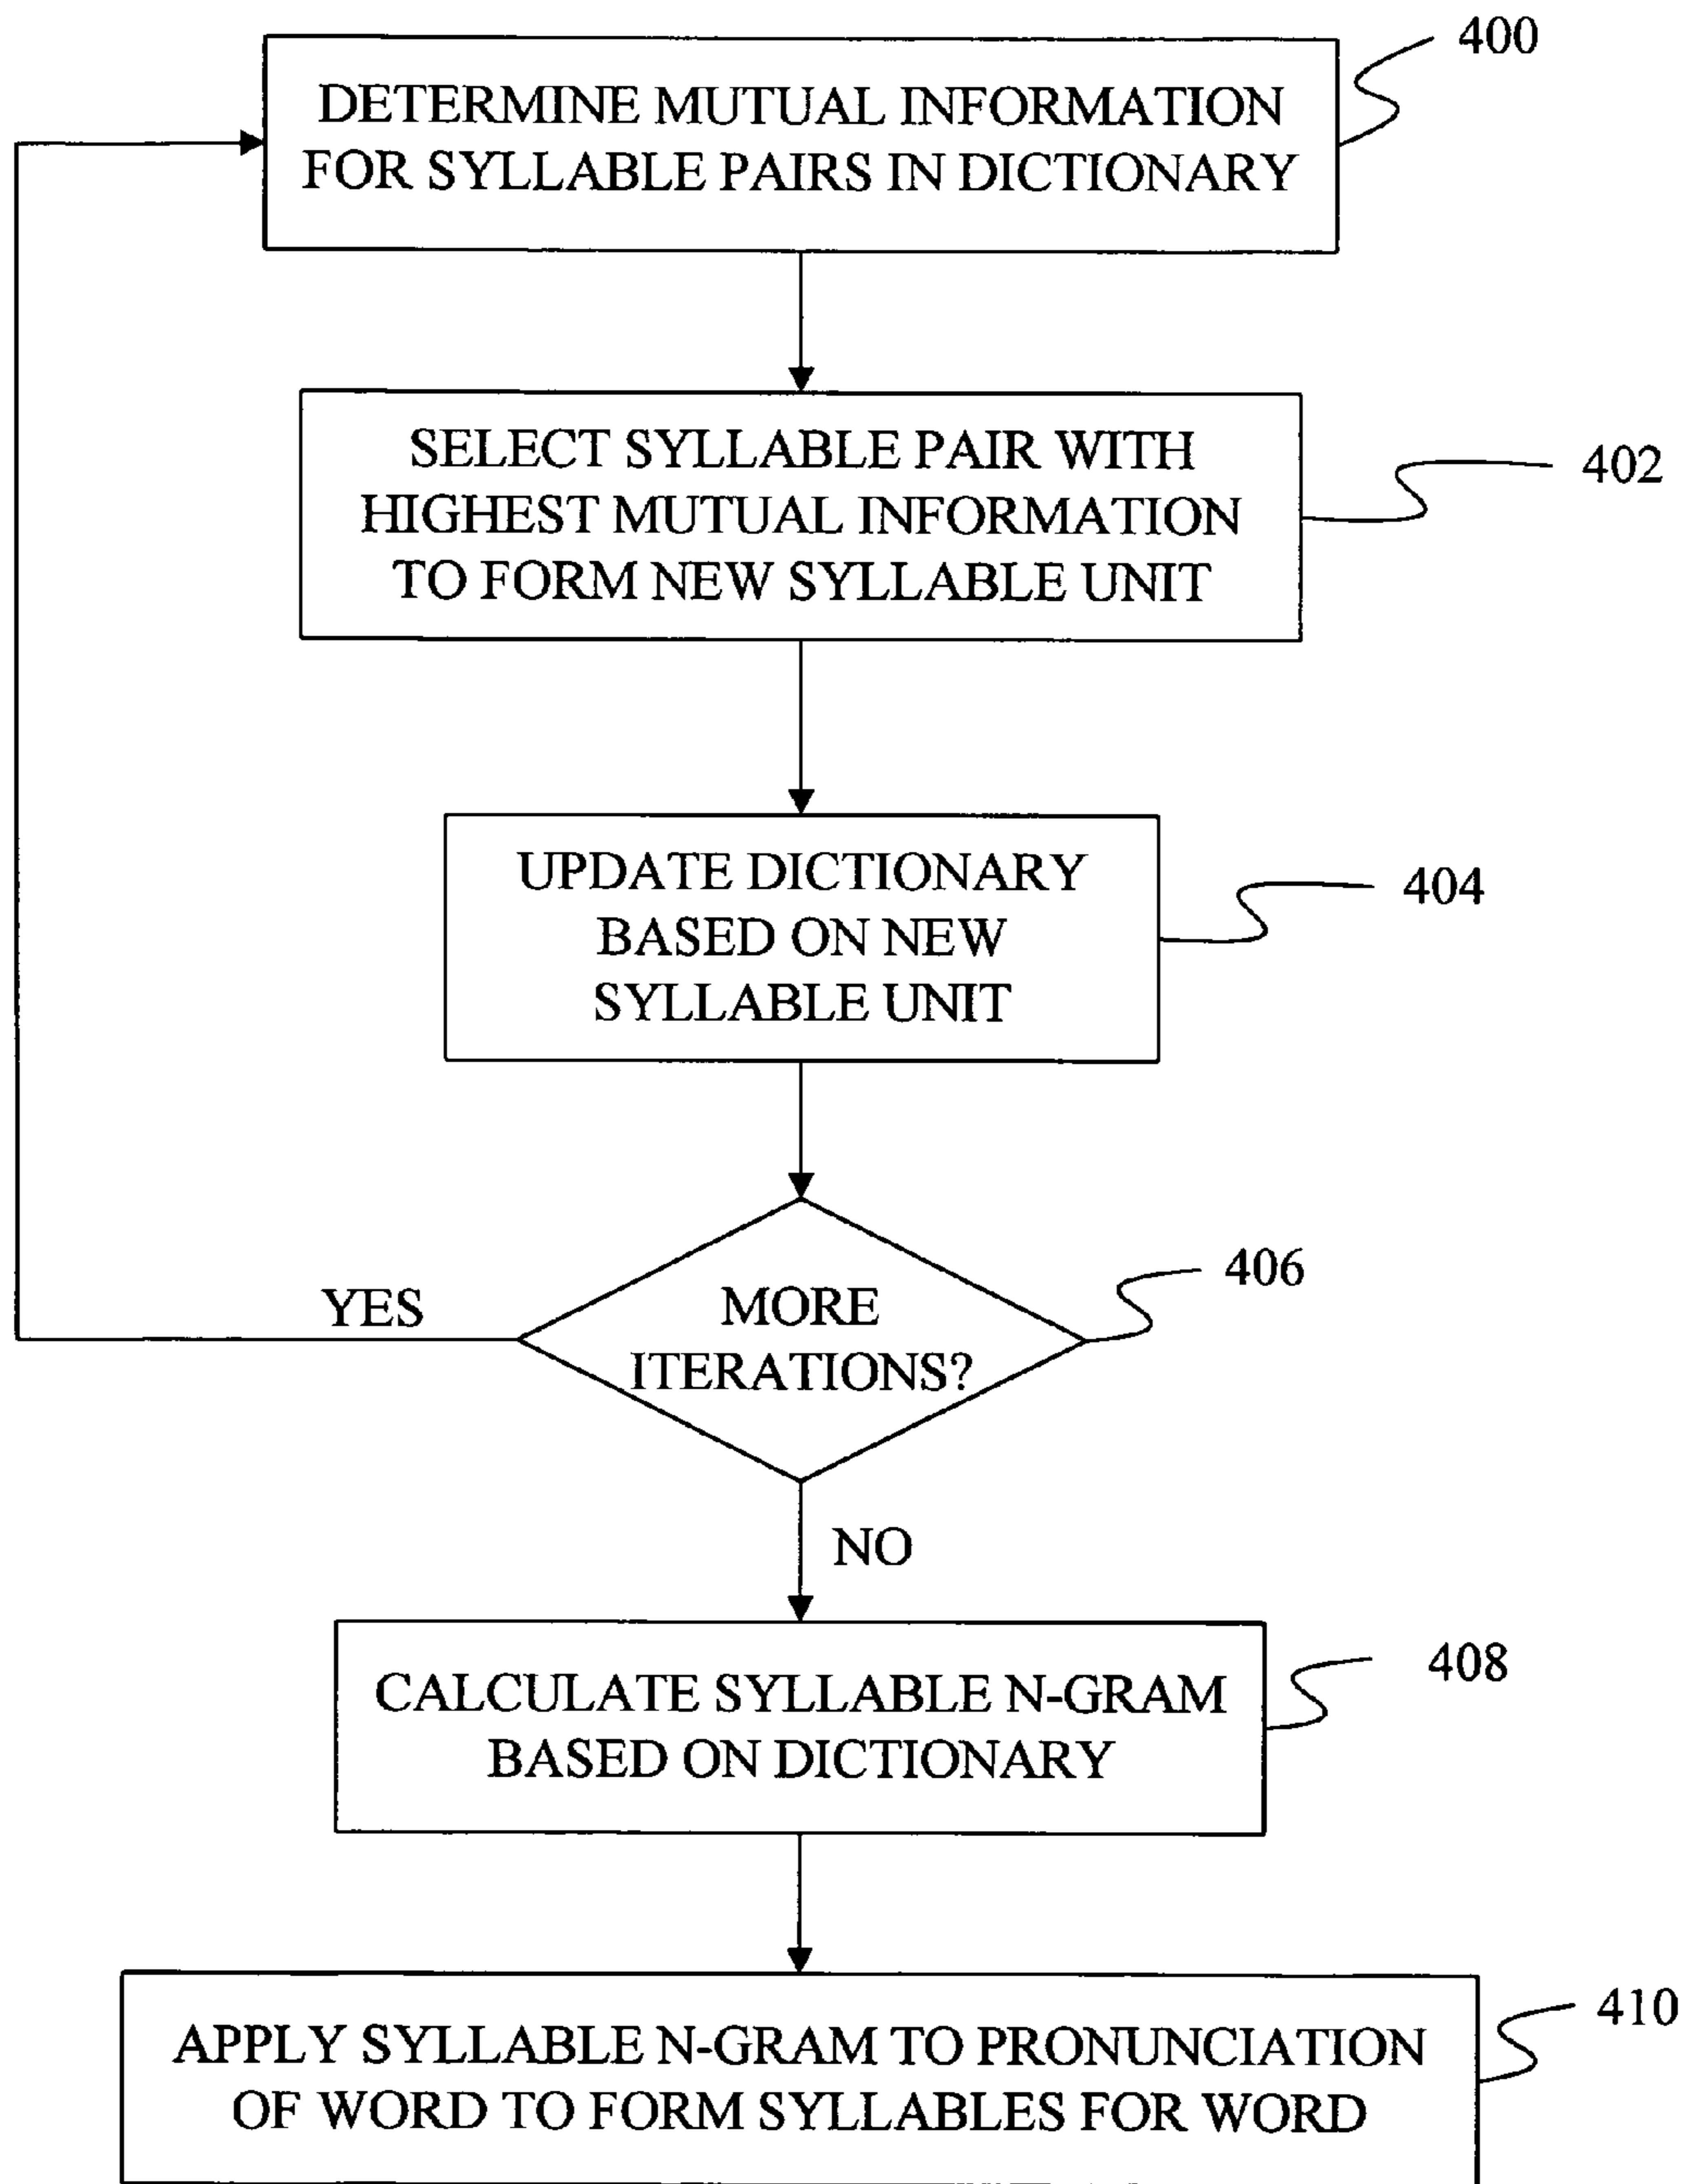 400
DETERMINE MUTUAL INFORMATION
FOR SYLLABLE PAIRS IN DICTIONARY
SELECT SYLLABLE PAIR WITH
HIGHEST MUTUAL INFORMATION
TO FORM NEW SYLLABLE UNIT
402
UPDATE DICTIONARY
BASED ON NEW
SYLLABLE UNIT
404
MORE
ITERATIONS?
406
YES
NO
CALCULATE SYLLABLE N-GRAM
BASED ON DICTIONARY
408
APPLY SYLLABLE N-GRAM TO PRONUNCIATION
OF WORD TO FORM SYLLABLES FOR WORD
410